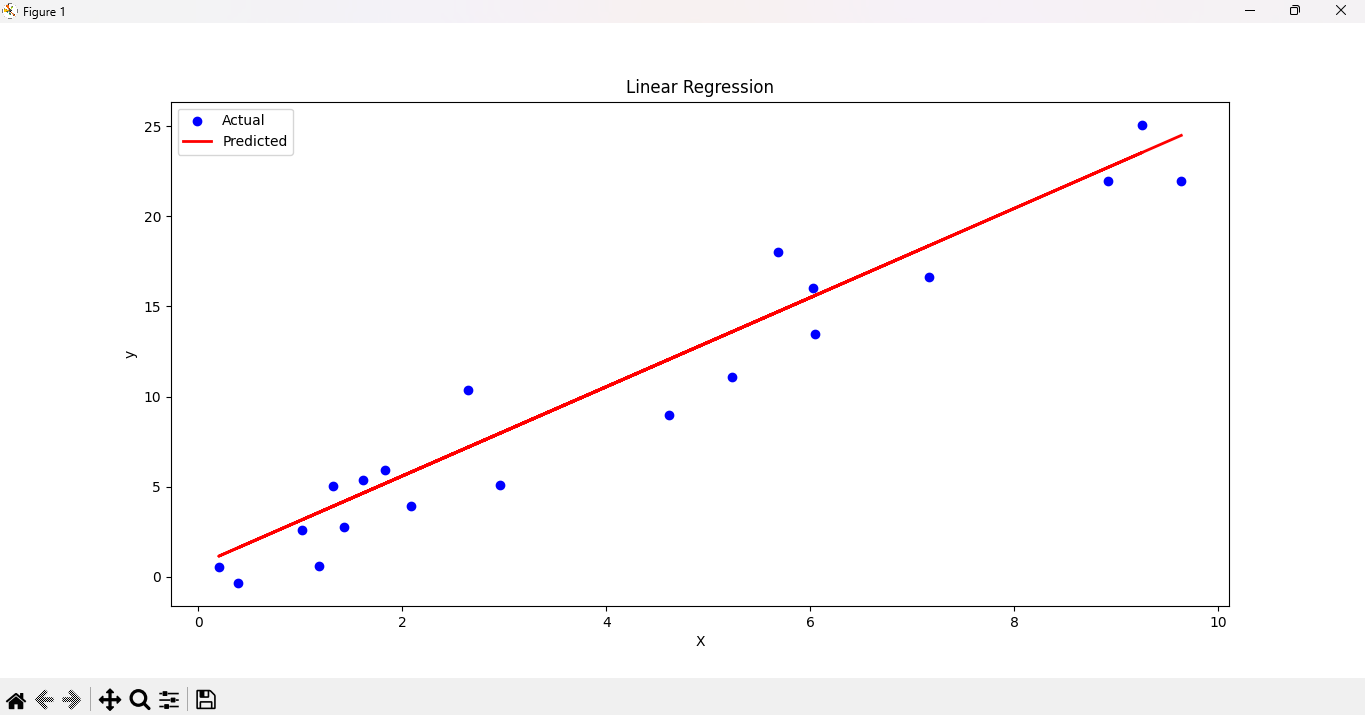 Figure 1
Linear Regression
Actual
Predicted
25
20
15
10
5
0
y
0 2 4 6 8 10
X